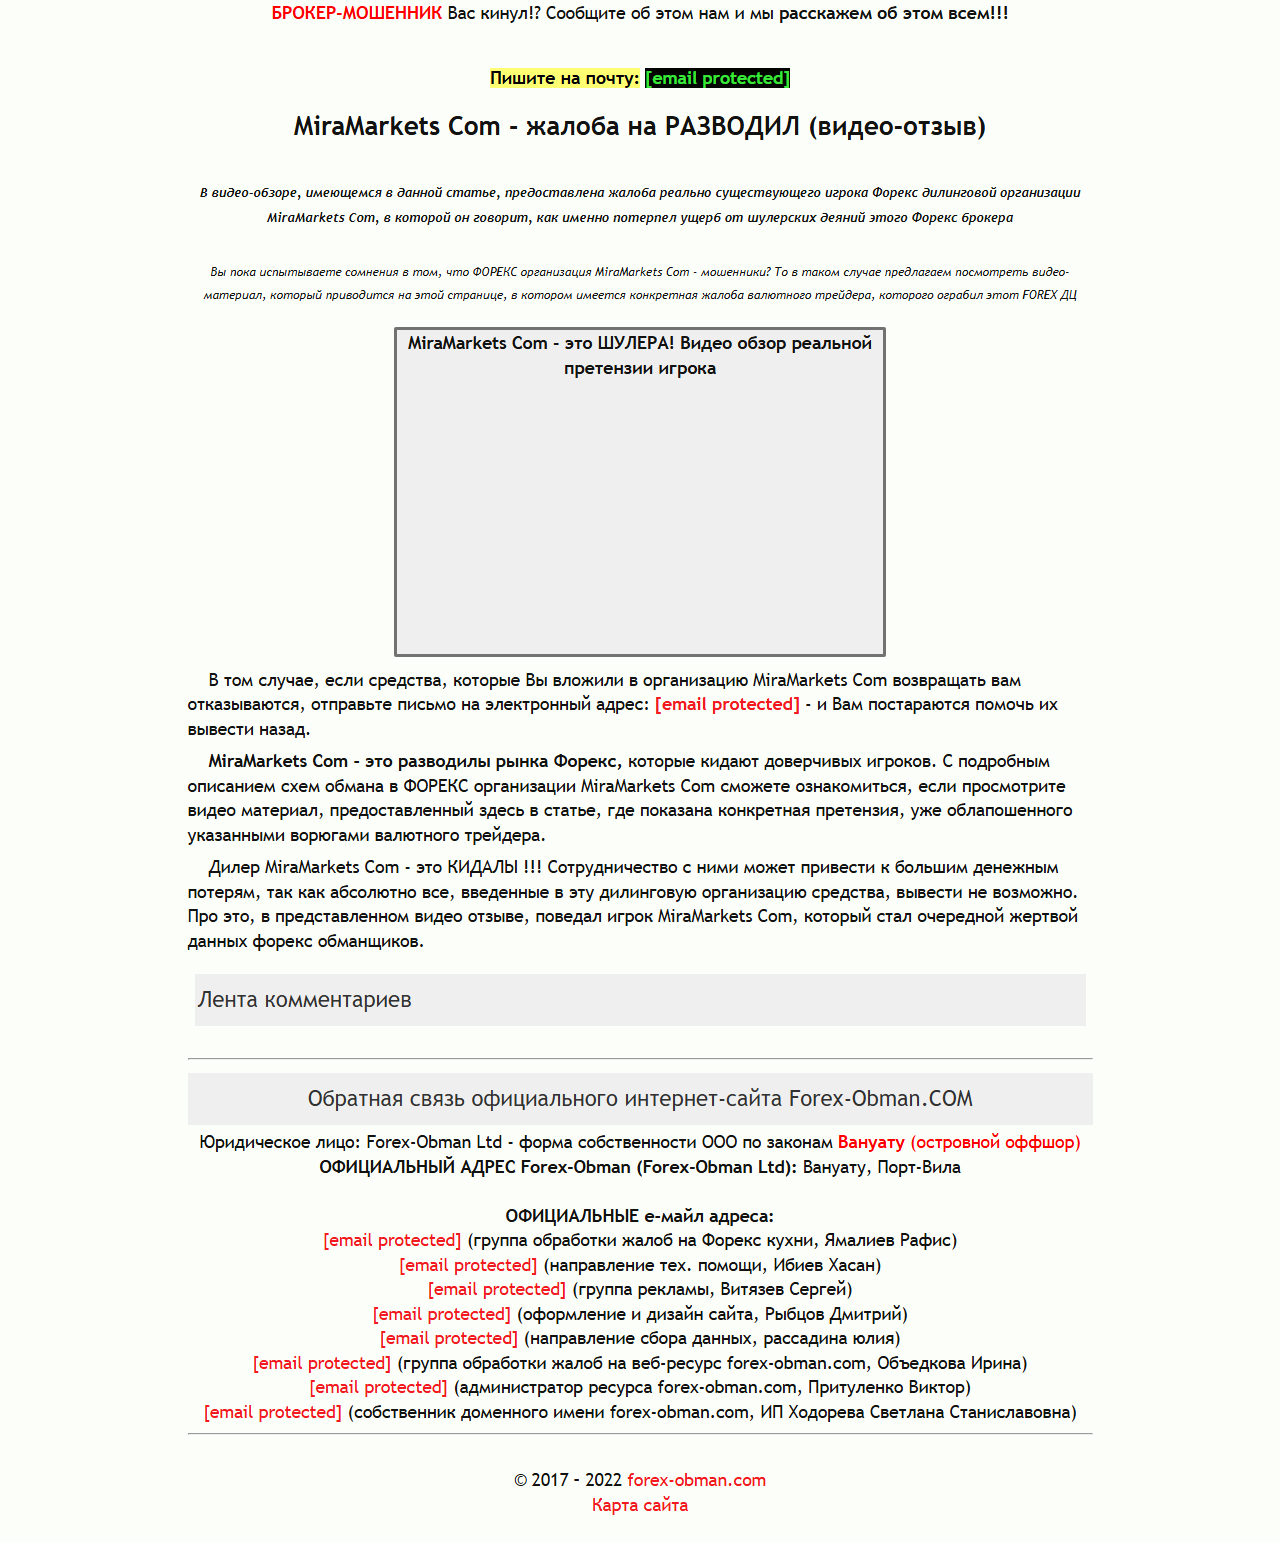 БРОКЕР-МОШЕННИК Вас кинул!? Сообщите об этом нам и мы расскажем об этом всем!!!
Пишите на почту: [email protected]
MiraMarkets Com - жалоба на РАЗВОДИЛ (видео-отзыв)
В видео-обзоре, имеющемся в данной статье, предоставлена жалоба реально существующего игрока Форекс дилинговой организации
MiraMarkets Com, в которой он говорит, как именно потерпел ущерб от шулерских деяний этого Форекс брокера
Вы пока испытываете сомнения в том, что ФОРЕКС организация MiraMarkets Com - мошенники? То в таком случае предлагаем посмотреть видео-
материал, который приводится на этой странице, в котором имеется конкретная жалоба валютного трейдера, которого ограбил этот FOREX ДЦ
MiraMarkets Com - это ШУЛЕРА! Видео обзор реальной
претензии игрока
В том случае, если средства, которые Вы вложили в организацию MiraMarkets Com возвращать вам
отказываются, отправьте письмо на электронный адрес: [email protected] - и Вам постараются помочь их
вывести назад.
MiraMarkets Com - это разводилы рынка Форекс, которые кидают доверчивых игроков. С подробным
описанием схем обмана в ФОРЕКС организации MiraMarkets Com сможете ознакомиться, если просмотрите
видео материал, предоставленный здесь в статье, где показана конкретная претензия, уже облапошенного
указанными ворюгами валютного трейдера.
Дилер MiraMarkets Com - это КИДАЛЫ !!! Сотрудничество с ними может привести к большим денежным
потерям, так как абсолютно все, введенные в эту дилинговую организацию средства, вывести не возможно.
Про это, в представленном видео отзыве, поведал игрок MiraMarkets Com, который стал очередной жертвой
данных форекс обманщиков.
Лента комментариев
Обратная связь официального интернет-сайта Forex-Obman.COM
Юридическое лицо: Forex-Obman Ltd - форма собственности ООО по законам Вануату (островной оффшор)
ОФИЦИАЛЬНЫЙ АДРЕС Forex-Obman (Forex-Obman Ltd): Вануату, Порт-Вила
ОФИЦИАЛЬНЫЕ е-майл адреса:
[email protected] (группа обработки жалоб на Форекс кухни, Ямалиев Рафис)
[email protected] (направление тех. помощи, Ибиев Хасан)
[email protected] (группа рекламы, Витязев Сергей)
[email protected] (оформление и дизайн сайта, Рыбцов Дмитрий)
[email protected] (направление сбора данных, рассадина юлия)
[email protected] (группа обработки жалоб на веб-ресурс forex-obman.com, Объедкова Ирина)
[email protected] (администратор ресурса forex-obman.com, Притуленко Виктор)
[email protected] (собственник доменного имени forex-obman.com, ИП Ходорева Светлана Станиславовна)
© 2017 - 2022 forex-obman.com
Карта сайта